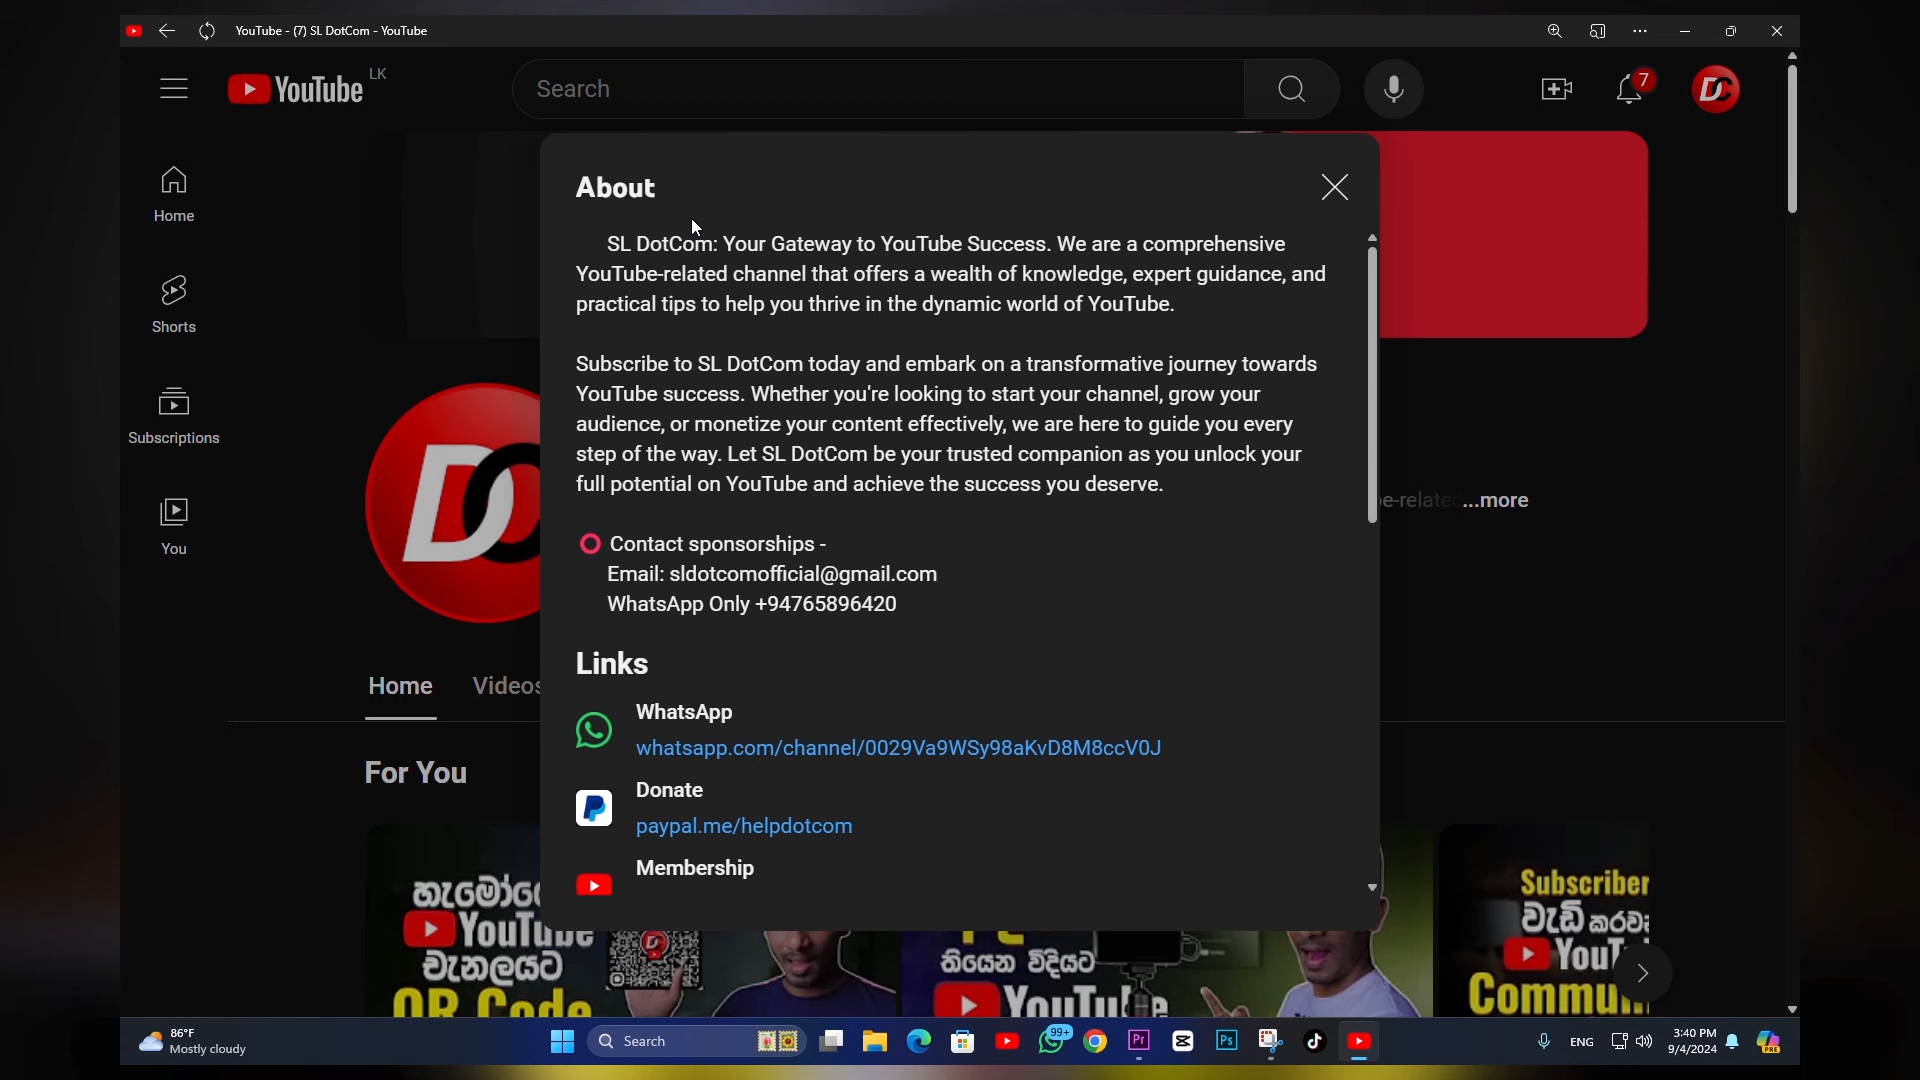 YouTube - (7) SL DotCom - YouTube
YouTube LK
Search
7
DC
Home
Shorts
Subscriptions
You
About
SL DotCom: Your Gateway to YouTube Success. We are a comprehensive
YouTube-related channel that offers a wealth of knowledge, expert guidance, and
practical tips to help you thrive in the dynamic world of YouTube.
Subscribe to SL DotCom today and embark on a transformative journey towards
YouTube success. Whether you're looking to start your channel, grow your
audience, or monetize your content effectively, we are here to guide you every
step of the way. Let SL DotCom be your trusted companion as you unlock your
full potential on YouTube and achieve the success you deserve.
Contact sponsorships -
Email: sldotcomofficial@gmail.com
WhatsApp Only +94765896420
Links
WhatsApp
whatsapp.com/channel/0029Va9WSy98aKvD8M8ccV0J
Donate
paypal.me/helpdotcom
Membership
...more
Home
Videos
For You
YouTube
චැනලයට
QR Code
තියෙන විදියට
YouTube
Subscriber
වැඩි
86°F
Mostly cloudy
Search
99+
Pr
Ps
ENG
3:40 PM
9/4/2024
PRE